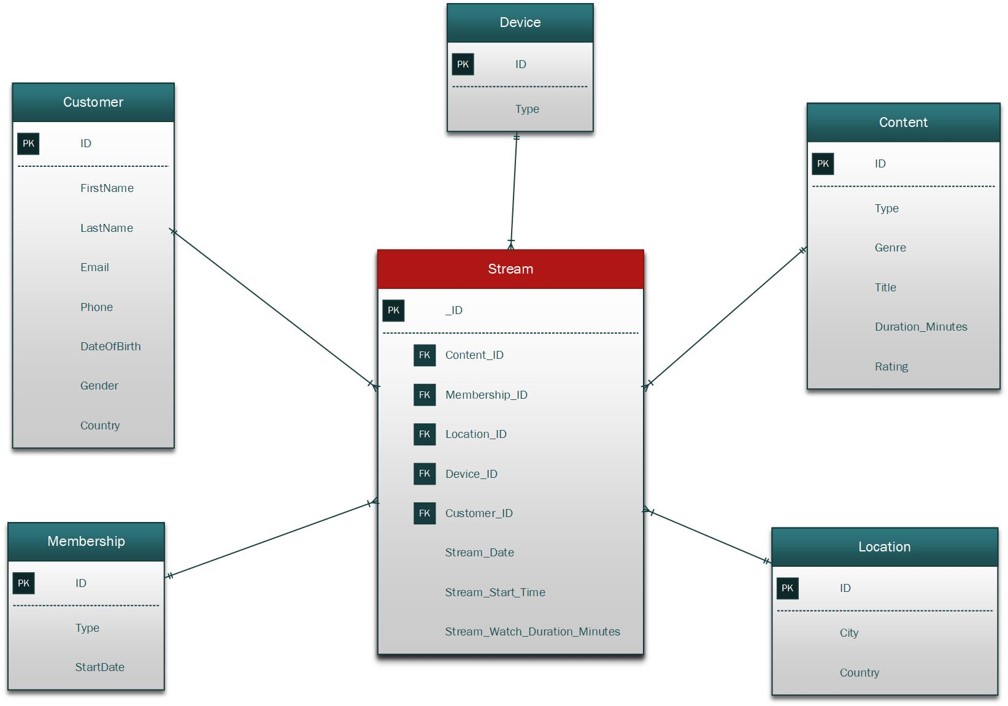 Device
PK ID
Type
Customer
PK ID
FirstName
LastName
Email
Phone
DateOfBirth
Gender
Country
Content
PK ID
Type
Genre
Title
Duration_Minutes
Rating
Stream
PK _ID
FK Content_ID
FK Membership_ID
FK Location_ID
FK Device_ID
FK Customer_ID
Stream_Date
Stream_Start_Time
Stream_Watch_Duration_Minutes
Membership
PK ID
Type
StartDate
Location
PK ID
City
Country